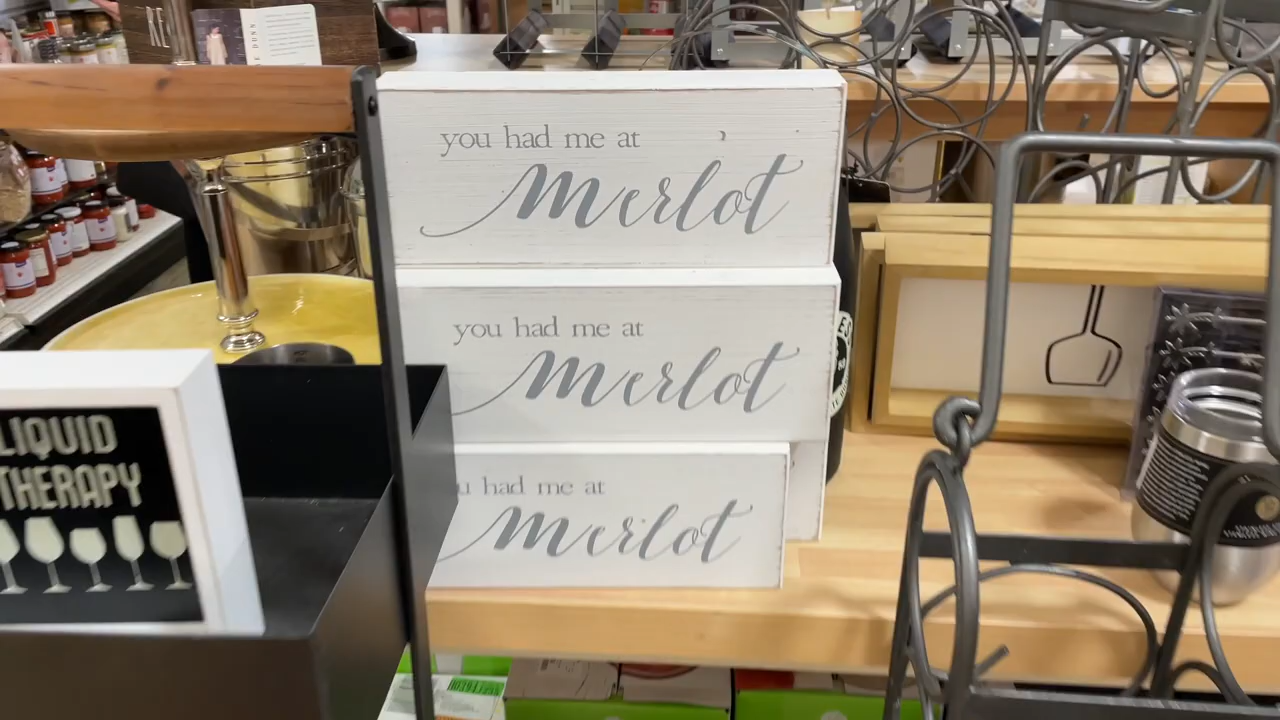 you had me at
merlot
you had me at
merlot
u had me at
merlot
LIQUID
THERAPY